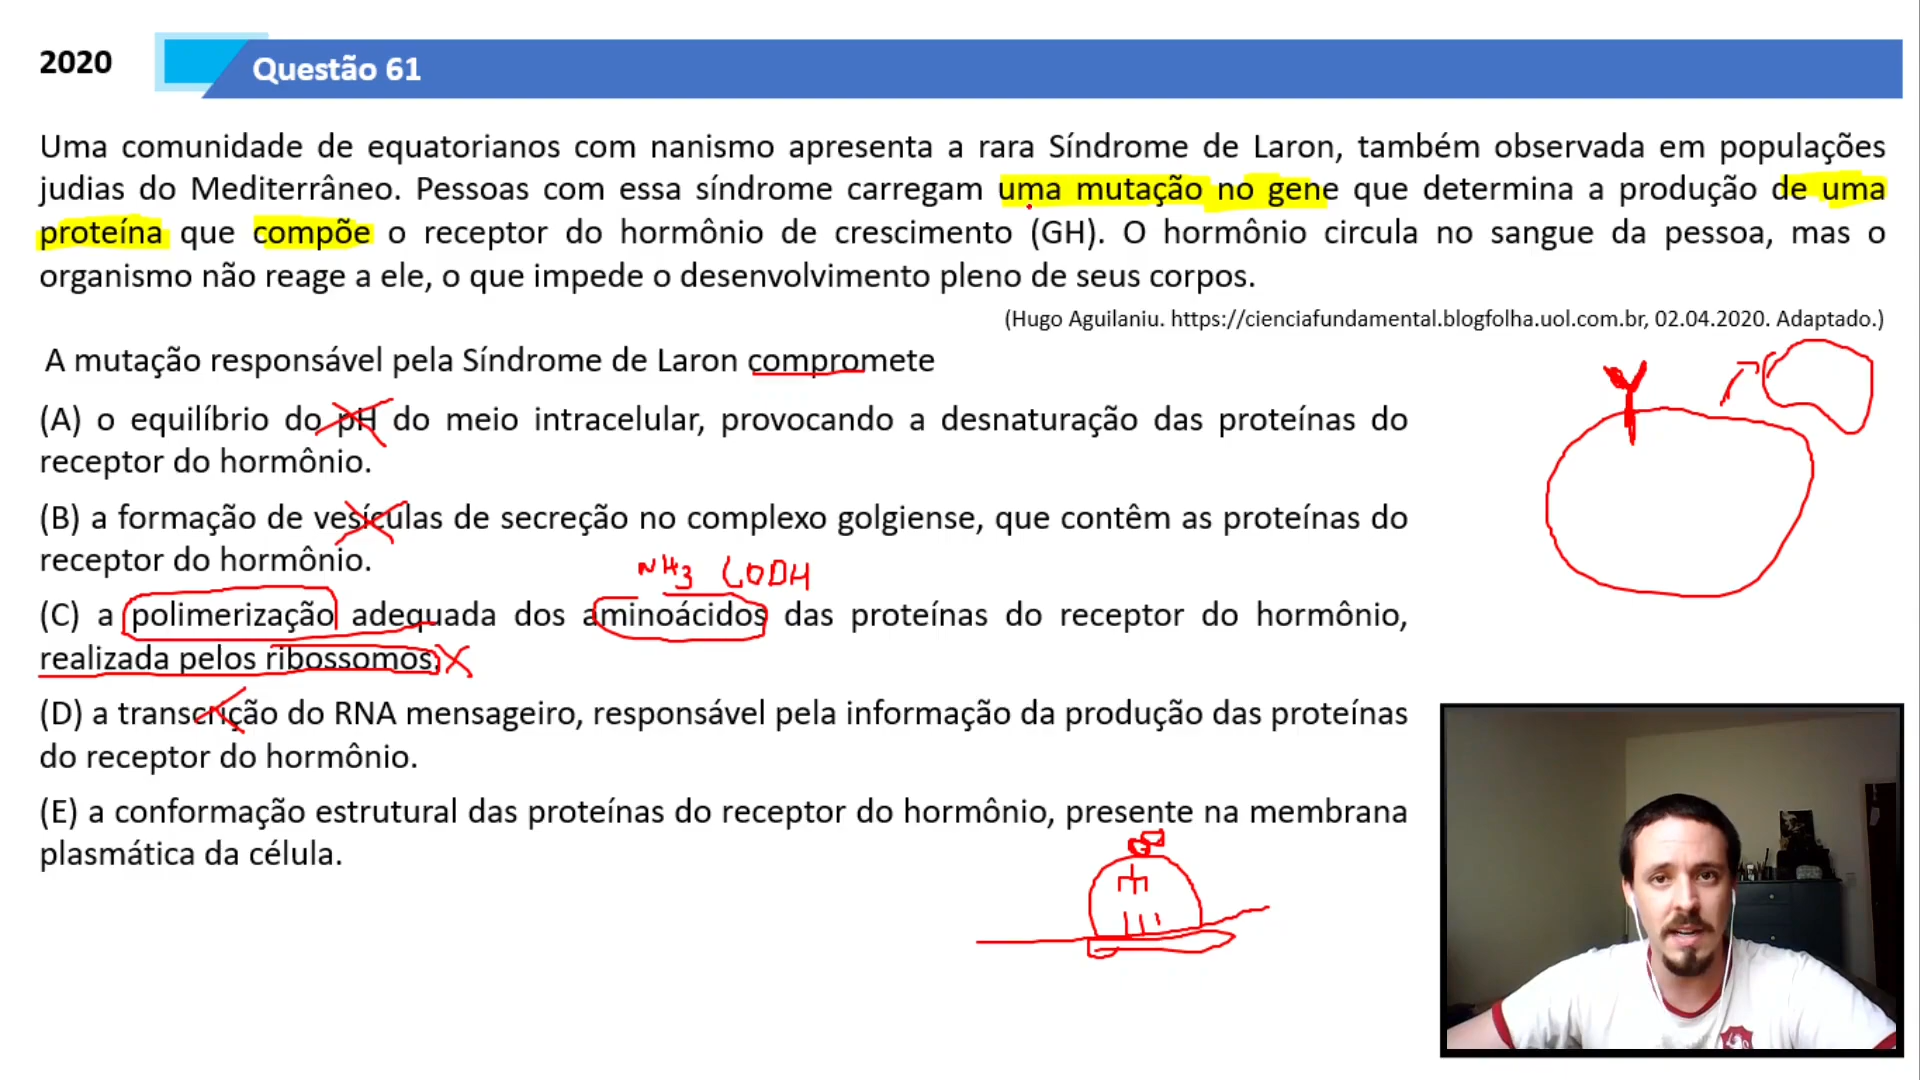 2020
Questão 61
Uma comunidade de equatorianos com nanismo apresenta a rara Síndrome de Laron, também observada em populações
judias do Mediterrâneo. Pessoas com essa síndrome carregam uma mutação no gene que determina a produção de uma
proteína que compõe o receptor do hormônio de crescimento (GH). O hormônio circula no sangue da pessoa, mas o
organismo não reage a ele, o que impede o desenvolvimento pleno de seus corpos.
(Hugo Aguilaniu. https://cienciafundamental.blogfolha.uol.com.br, 02.04.2020. Adaptado.)
A mutação responsável pela Síndrome de Laron compromete
(A) o equilíbrio do pH do meio intracelular, provocando a desnaturação das proteínas do
receptor do hormônio.
(B) a formação de vesículas de secreção no complexo golgiense, que contêm as proteínas do
receptor do hormônio.
NH3 COOH
(C) a polimerização adequada dos aminoácidos das proteínas do receptor do hormônio,
realizada pelos ribossomos.
(D) a transcrição do RNA mensageiro, responsável pela informação da produção das proteínas
do receptor do hormônio.
(E) a conformação estrutural das proteínas do receptor do hormônio, presente na membrana
plasmática da célula.